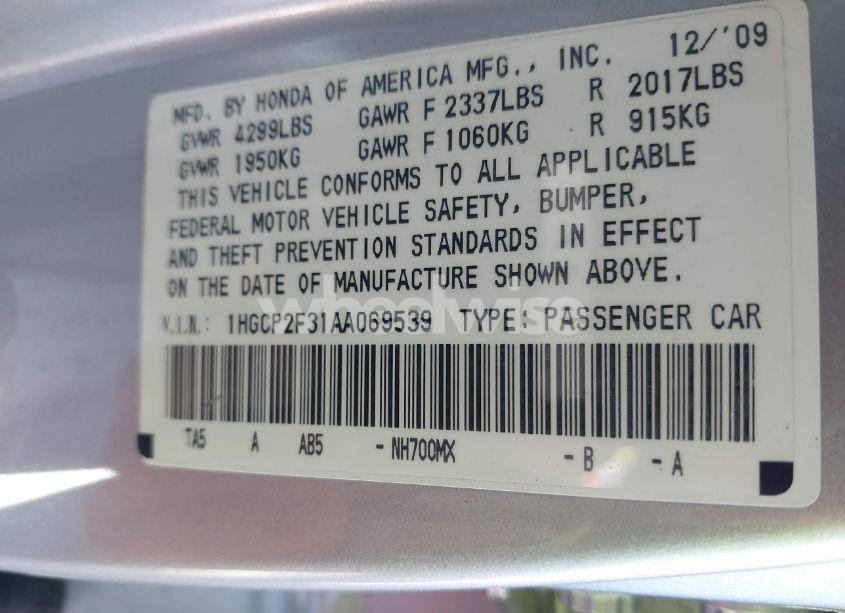 MFD. BY HONDA OF AMERICA MFG., INC. 12/'09
GVWR 4299LBS GAWR F 2337LBS R 2017LBS
GVWR 1950KG GAWR F 1060KG R 915KG
THIS VEHICLE CONFORMS TO ALL APPLICABLE
FEDERAL MOTOR VEHICLE SAFETY, BUMPER,
AND THEFT PREVENTION STANDARDS IN EFFECT
ON THE DATE OF MANUFACTURE SHOWN ABOVE.
wheelwise
V.I.N.: 1HGCP2F31AA069539 TYPE: PASSENGER CAR
TA5 A AB5 - NH700MX - B - A